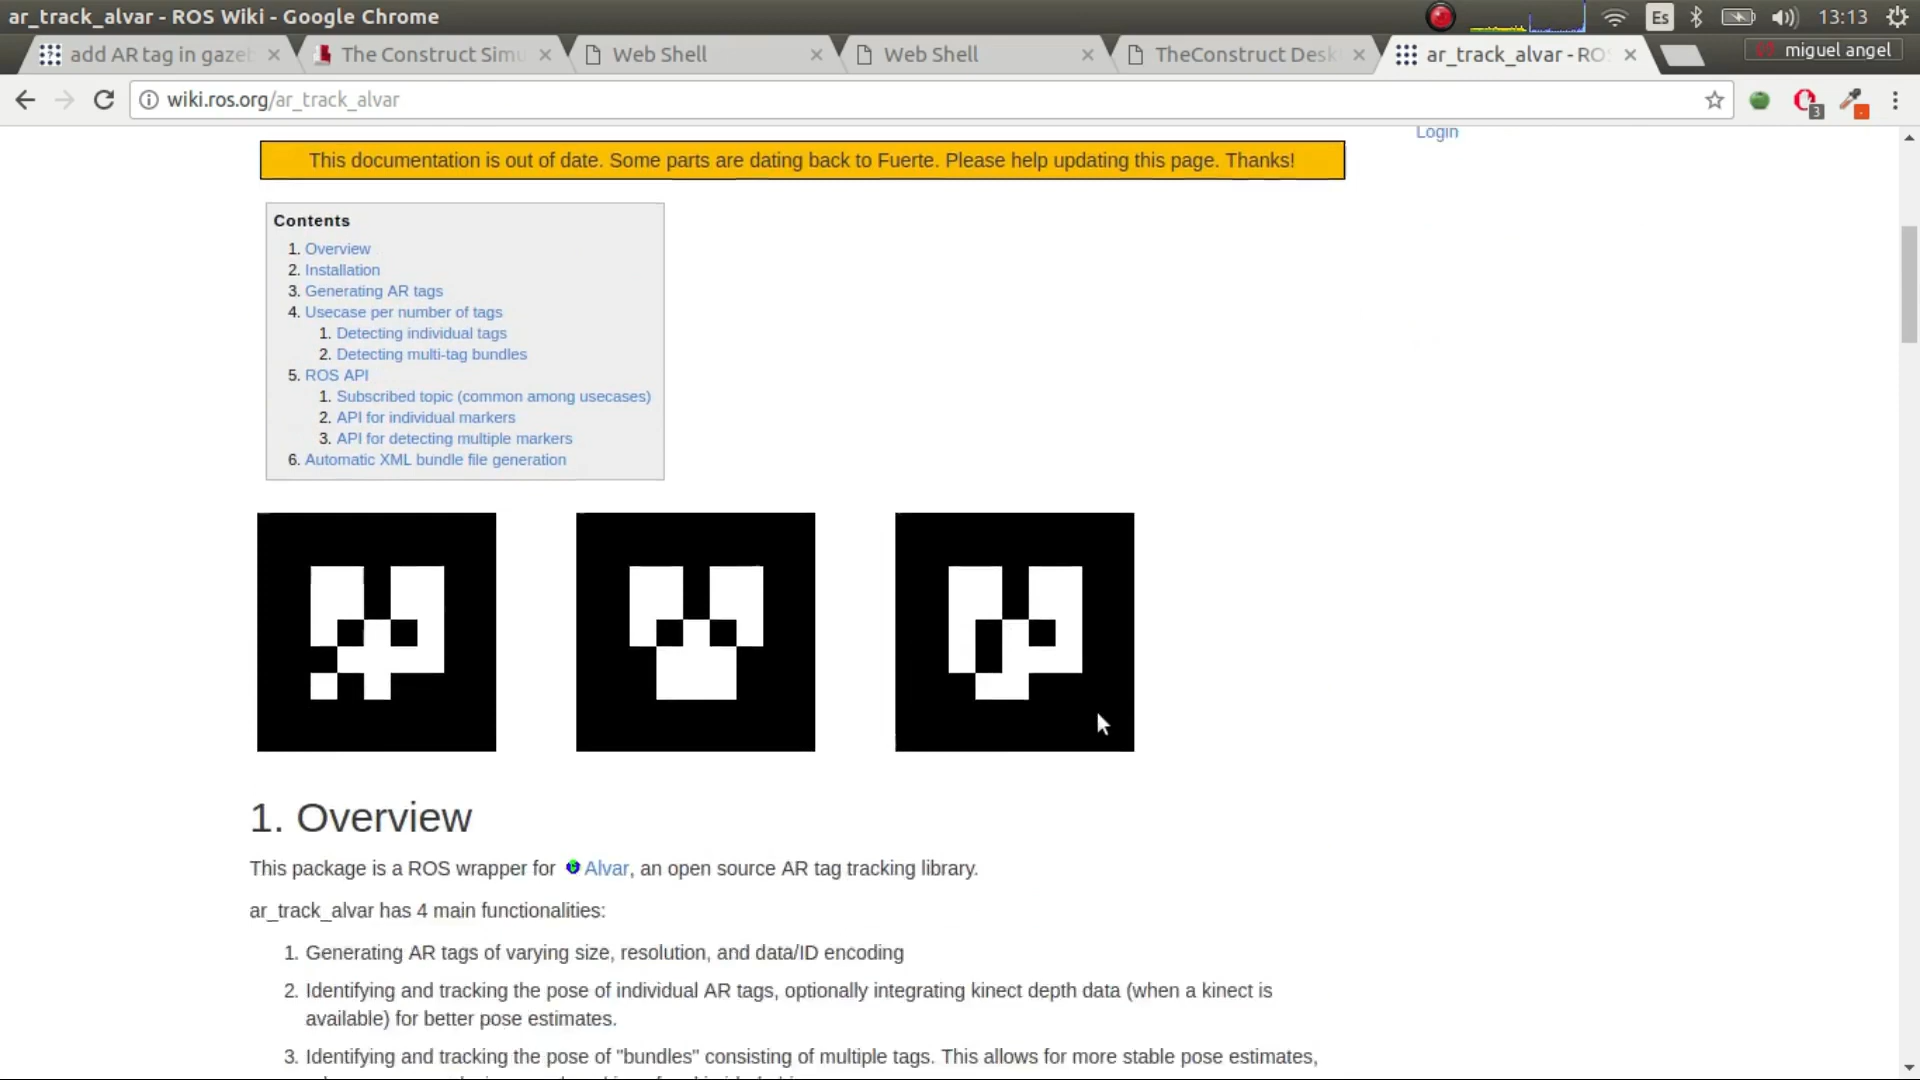 ar_track_alvar - ROS Wiki - Google Chrome
Es
13:13
add AR tag in gaze
The Construct Simu
Web Shell
Web Shell
TheConstruct Desk
ar_track_alvar - RO
miguel angel
wiki.ros.org/ar_track_alvar
3
Login
This documentation is out of date. Some parts are dating back to Fuerte. Please help updating this page. Thanks!
Contents
1. Overview
2. Installation
3. Generating AR tags
4. Usecase per number of tags
1. Detecting individual tags
2. Detecting multi-tag bundles
5. ROS API
1. Subscribed topic (common among usecases)
2. API for individual markers
3. API for detecting multiple markers
6. Automatic XML bundle file generation
1. Overview
This package is a ROS wrapper for Alvar, an open source AR tag tracking library.
ar_track_alvar has 4 main functionalities:
1. Generating AR tags of varying size, resolution, and data/ID encoding
2. Identifying and tracking the pose of individual AR tags, optionally integrating kinect depth data (when a kinect is
available) for better pose estimates.
3. Identifying and tracking the pose of "bundles" consisting of multiple tags. This allows for more stable pose estimates,